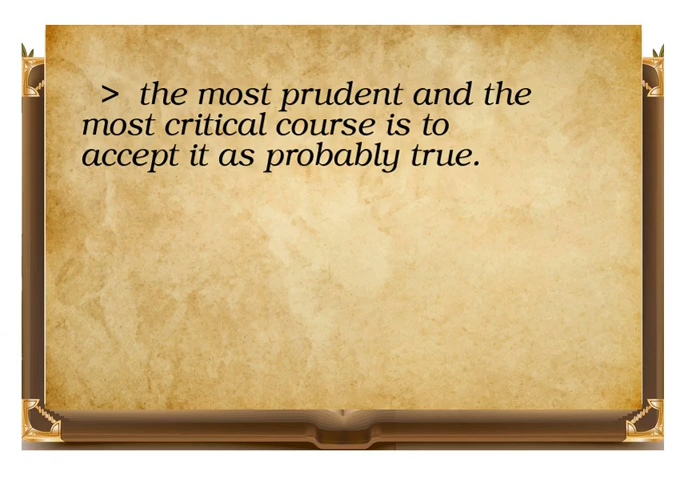 > the most prudent and the
most critical course is to
accept it as probably true.